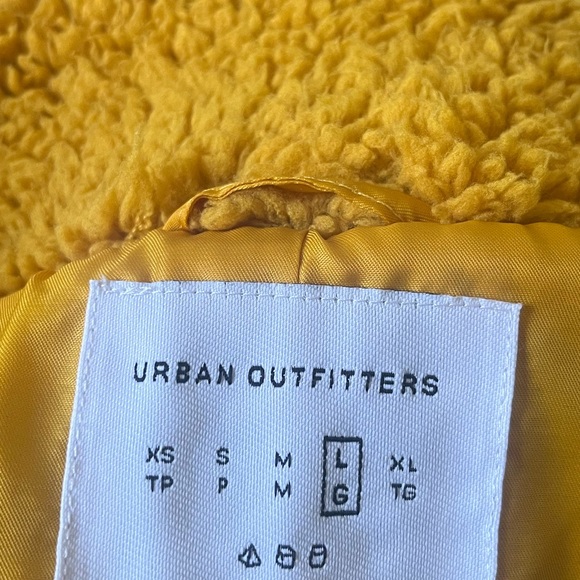 URBAN OUTFITTERS
XS S M L XL
TP P M G TG